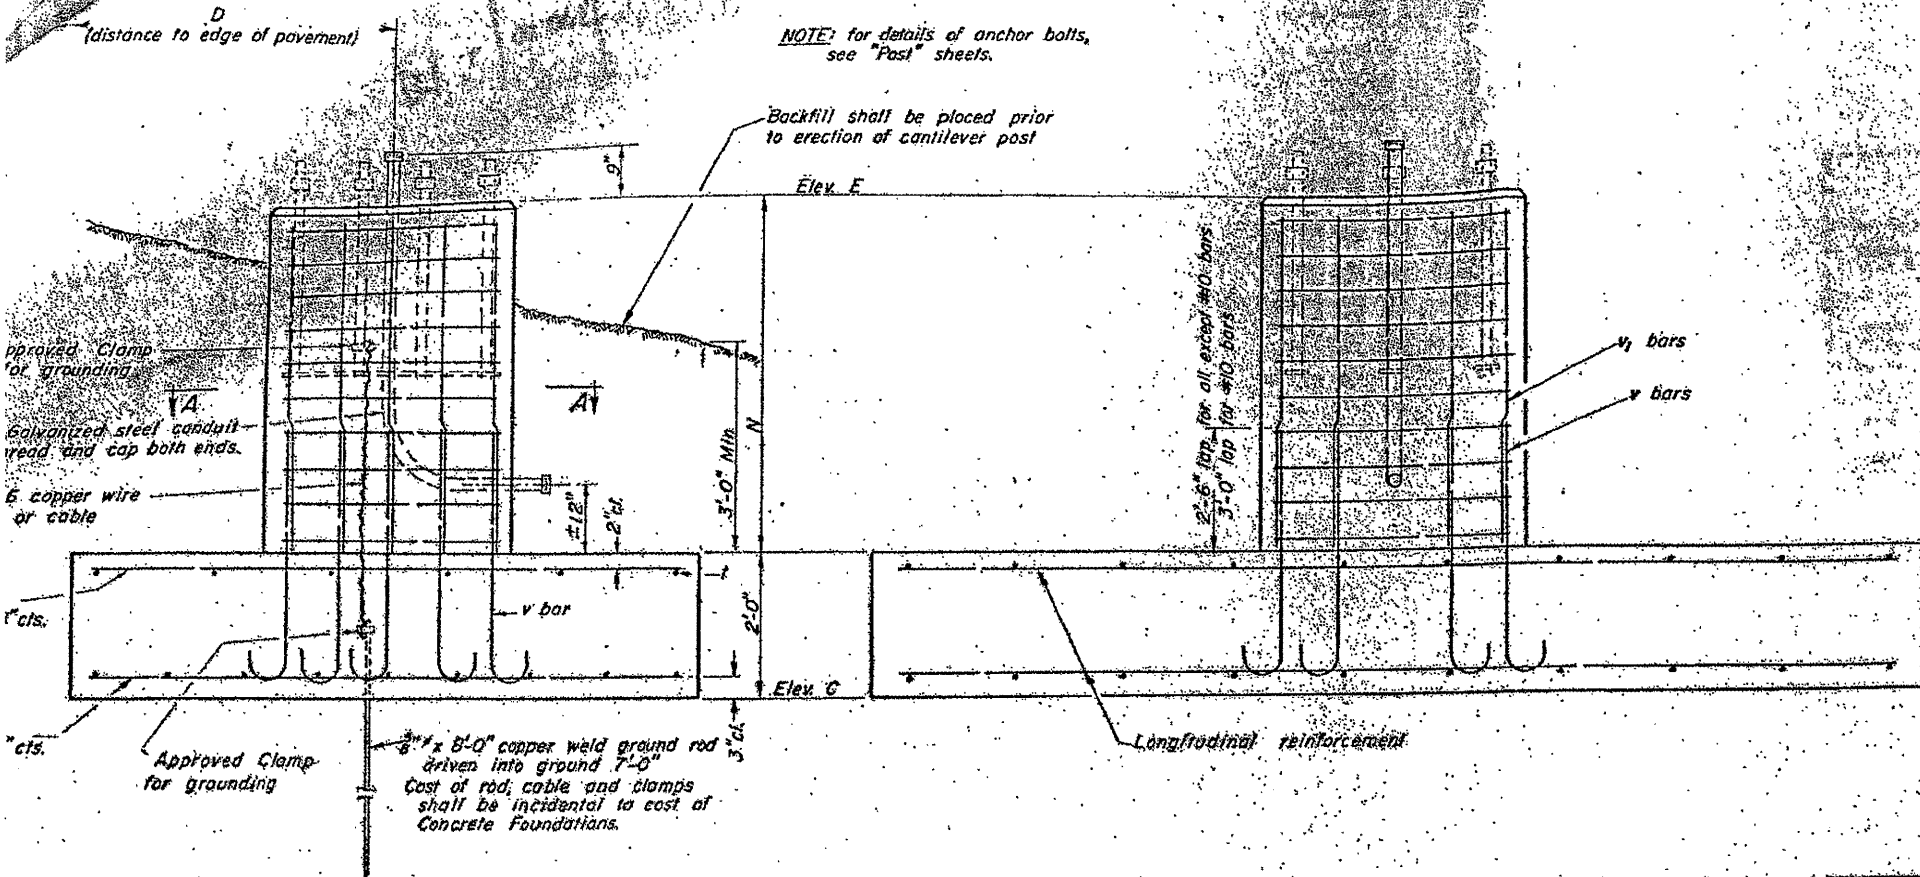 D
(distance to edge of pavement)
NOTE: for details of anchor bolts,
see "Post" sheets.
Backfill shall be placed prior
to erection of cantilever post
9"
Elev. E
pproved Clamp
for grounding
A
A
Galvanized steel conduit
read and cap both ends.
6 copper wire
or cable
±12"
2"cl.
3'-0" Min.
N
2'-6" lap for all except #10 bars
3'-0" lap for #10 bars
v1 bars
v bars
t
"cts.
v bar
2'-0"
Elev. C
"cts.
Approved Clamp
for grounding
x 8'-0" copper weld ground rod
driven into ground 7'-0"
Cost of rod, cable and clamps
shall be incidental to cost of
Concrete Foundations.
3"cl.
Longitudinal reinforcement